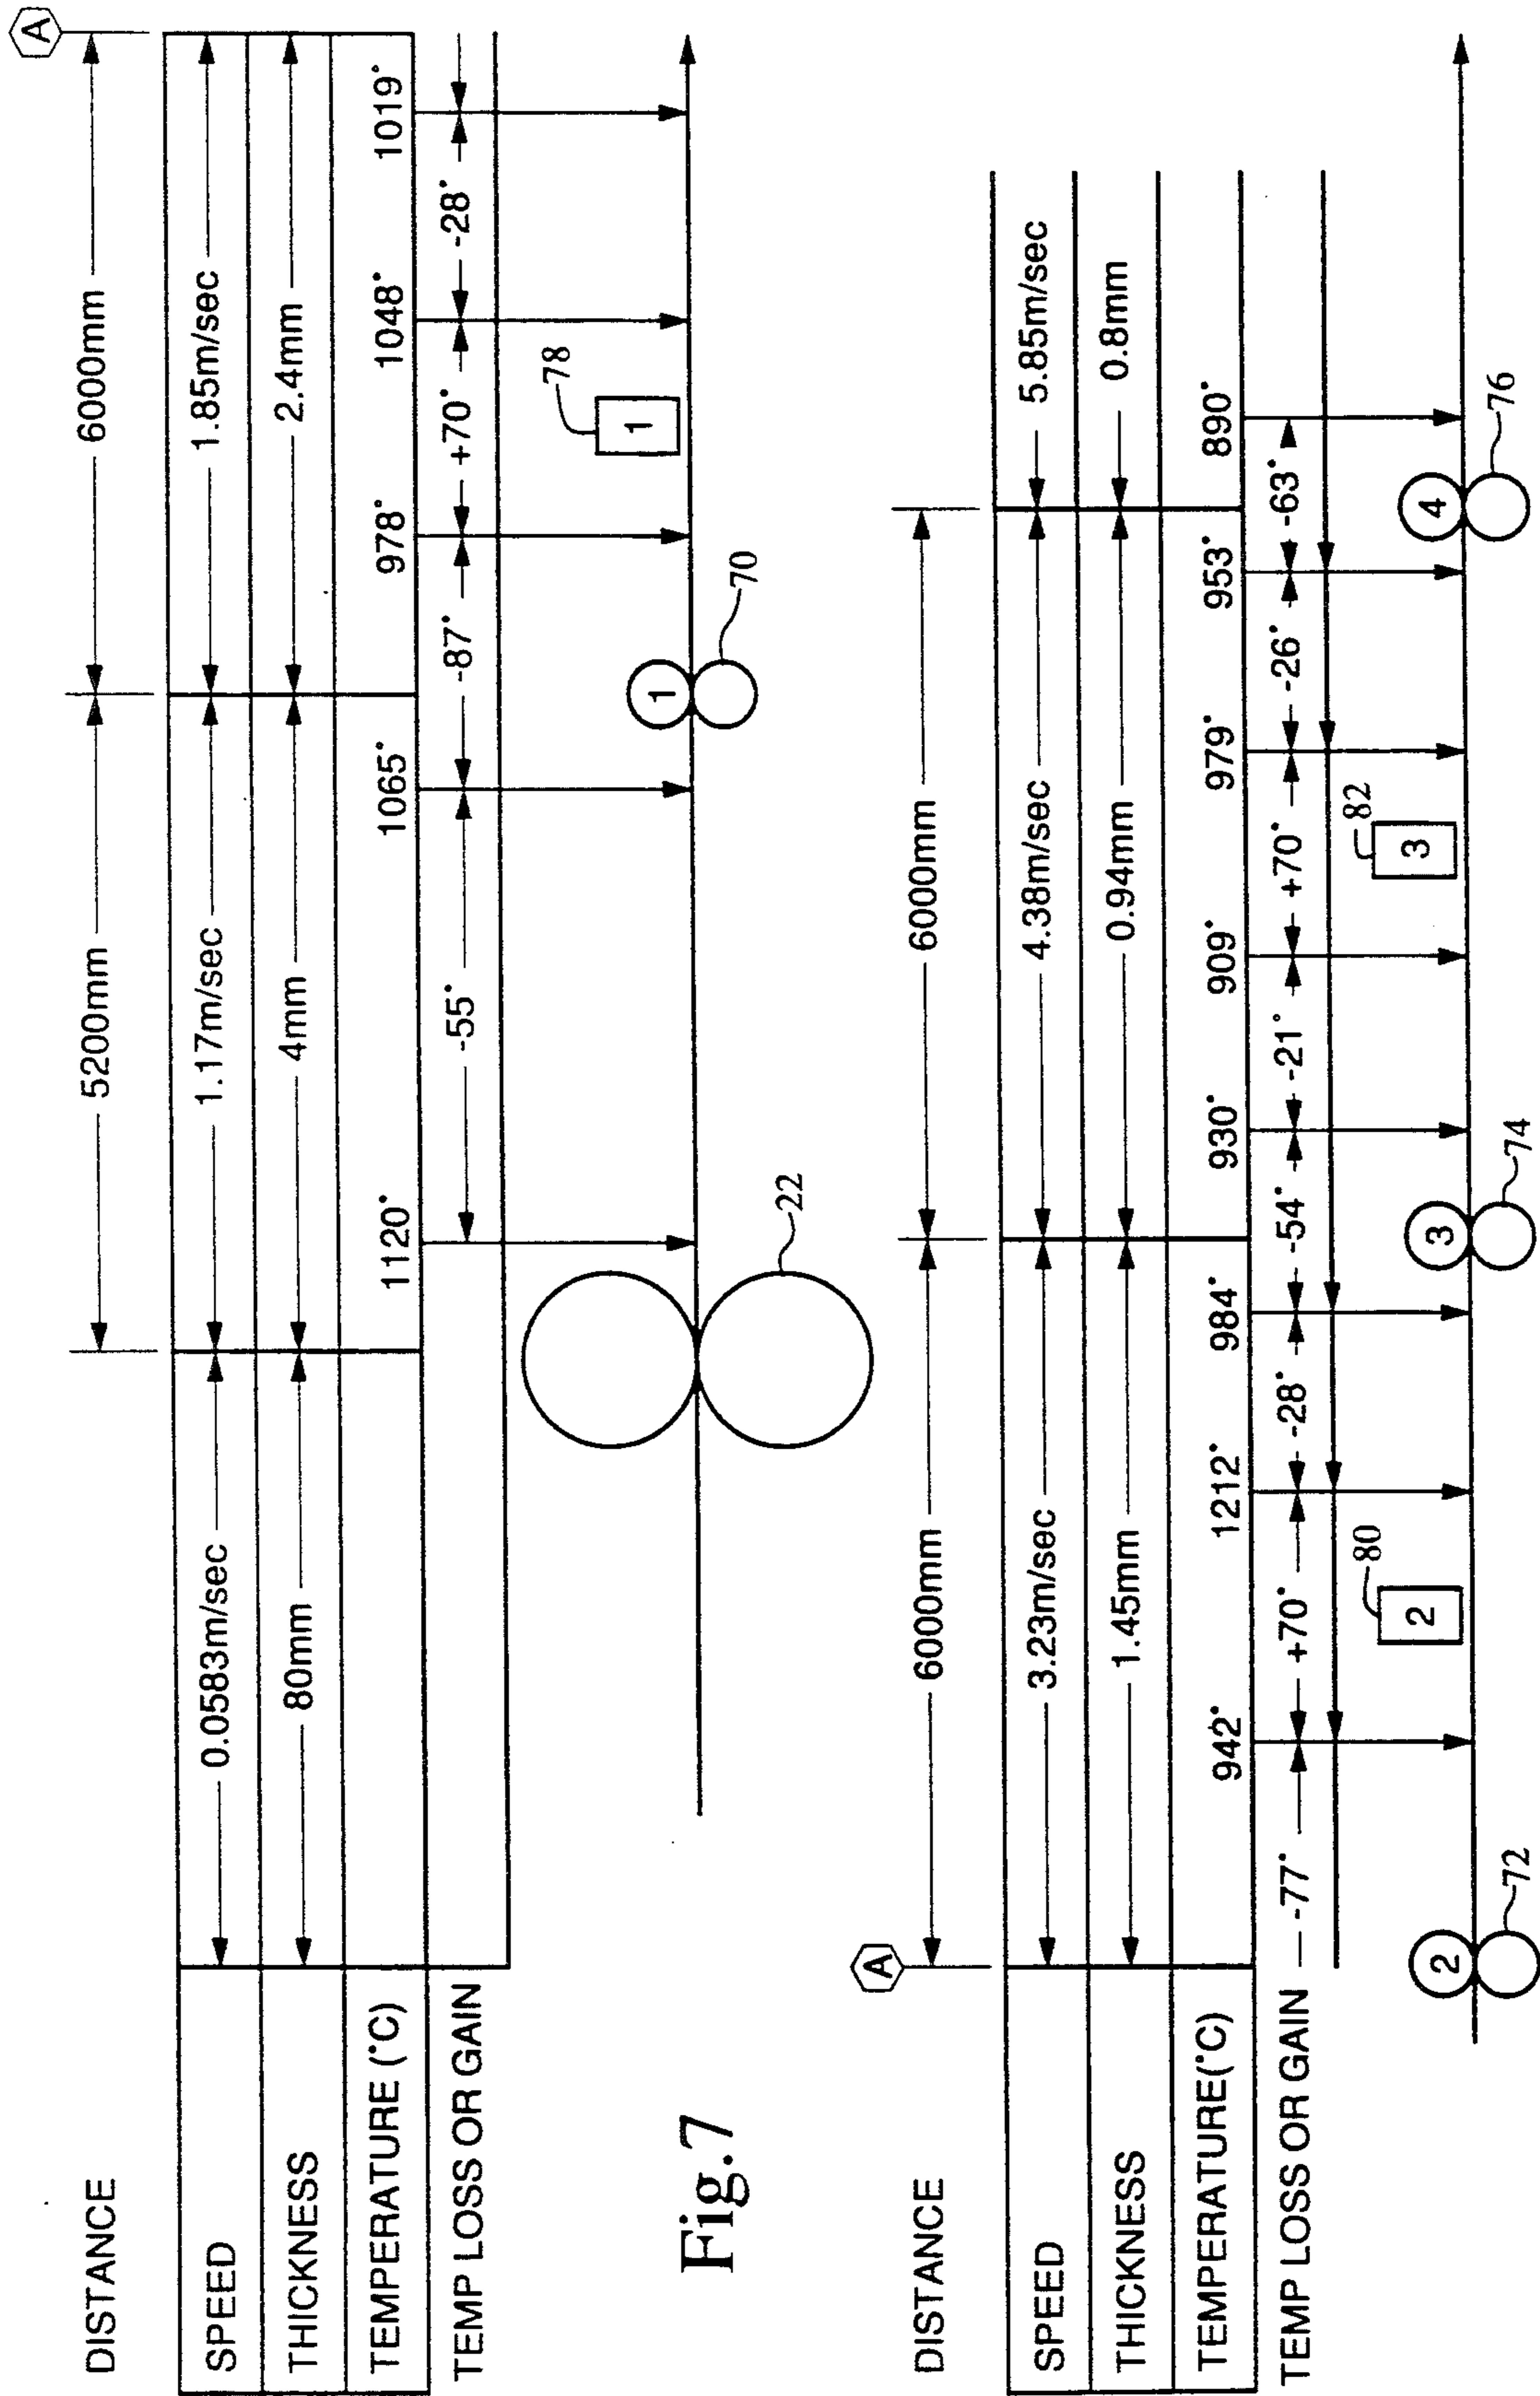 A
DISTANCE
5200mm
6000mm
SPEED
0.0583m/sec
1.17m/sec
1.85m/sec
THICKNESS
80mm
4mm
2.4mm
TEMPERATURE (°C)
1120°
1065°
978°
1048°
1019°
TEMP LOSS OR GAIN
-55°
-87°
+70°
-28°
78
1
1
70
22
Fig.7
A
DISTANCE
6000mm
6000mm
SPEED
3.23m/sec
4.38m/sec
5.85m/sec
THICKNESS
1.45mm
0.94mm
0.8mm
TEMPERATURE(°C)
942°
1212°
984°
930°
909°
979°
953°
890°
TEMP LOSS OR GAIN
-77°
+70°
-28°
-54°
-21°
+70°
-26°
-63°
80
82
2
2
3
3
4
72
74
76